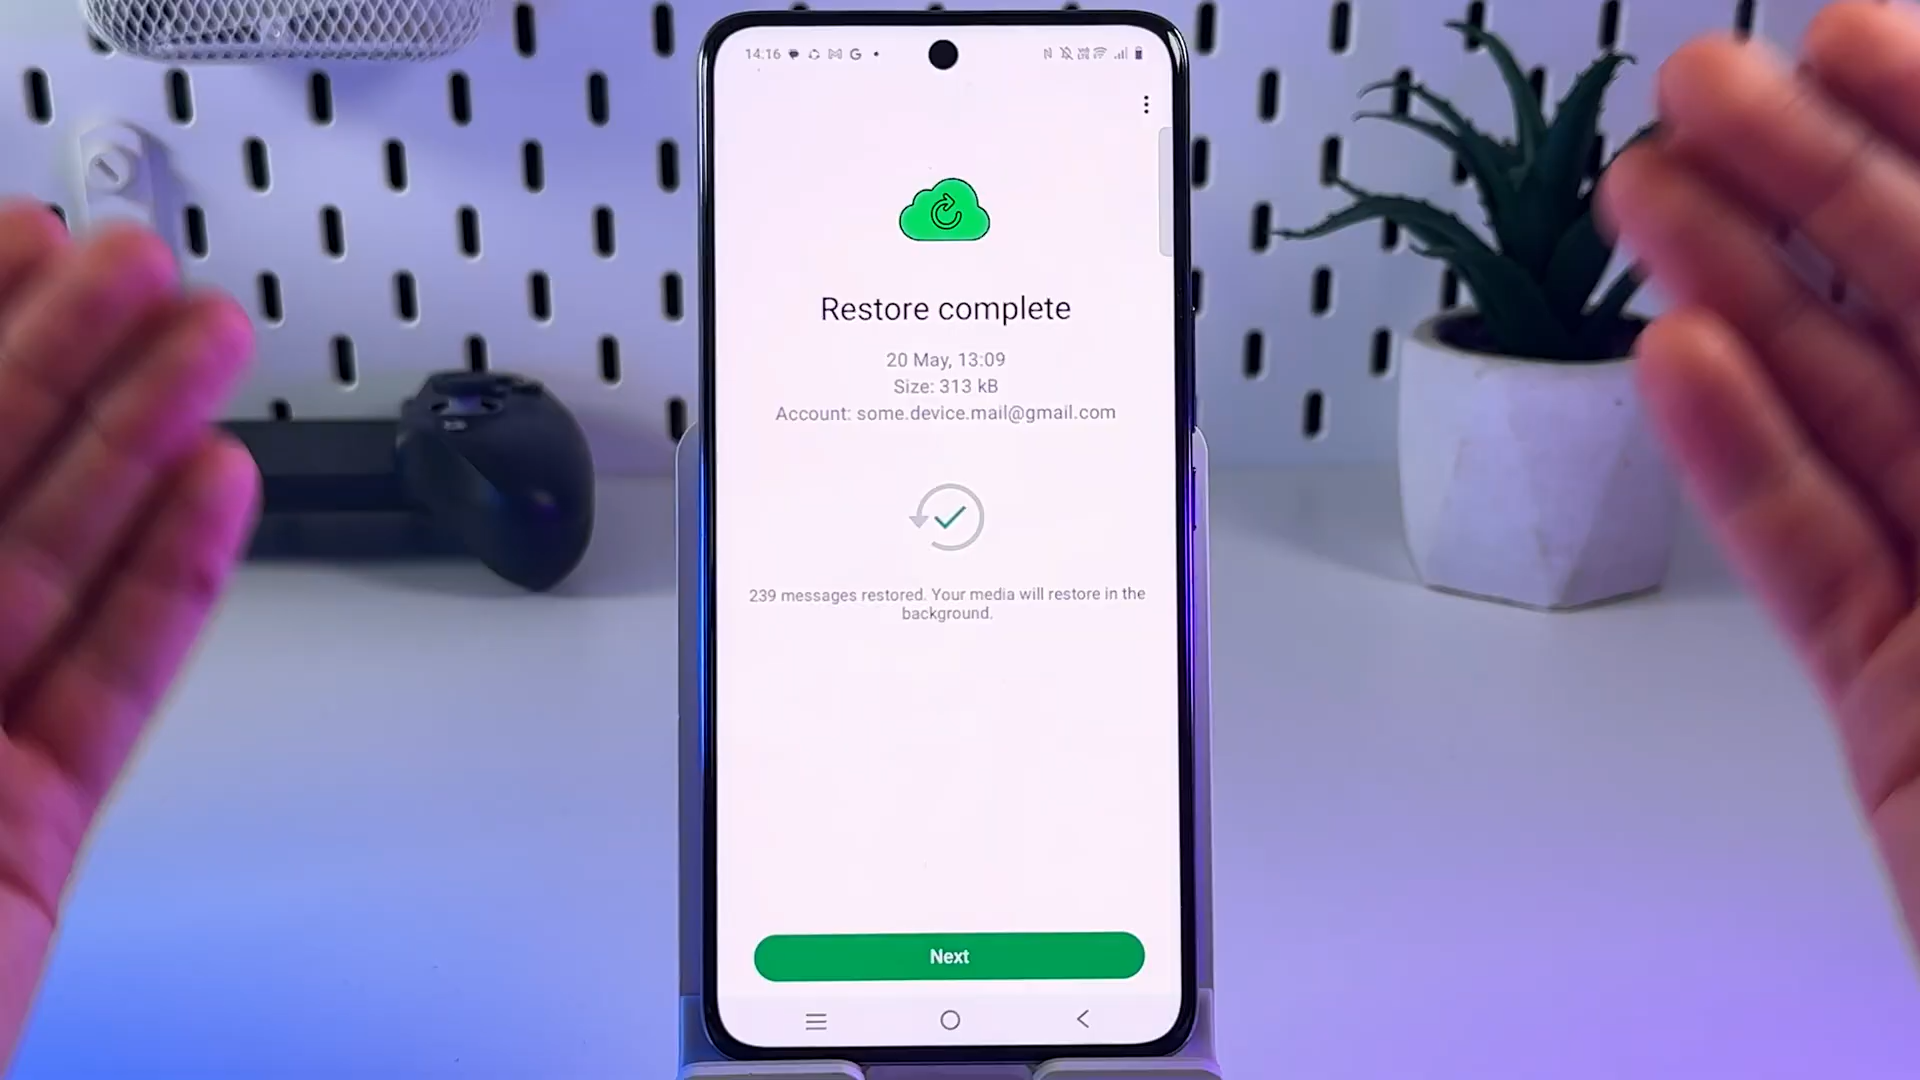 14:16
Restore complete
20 May, 13:09
Size: 313 kB
Account: some.device.mail@gmail.com
239 messages restored. Your media will restore in the
background.
Next